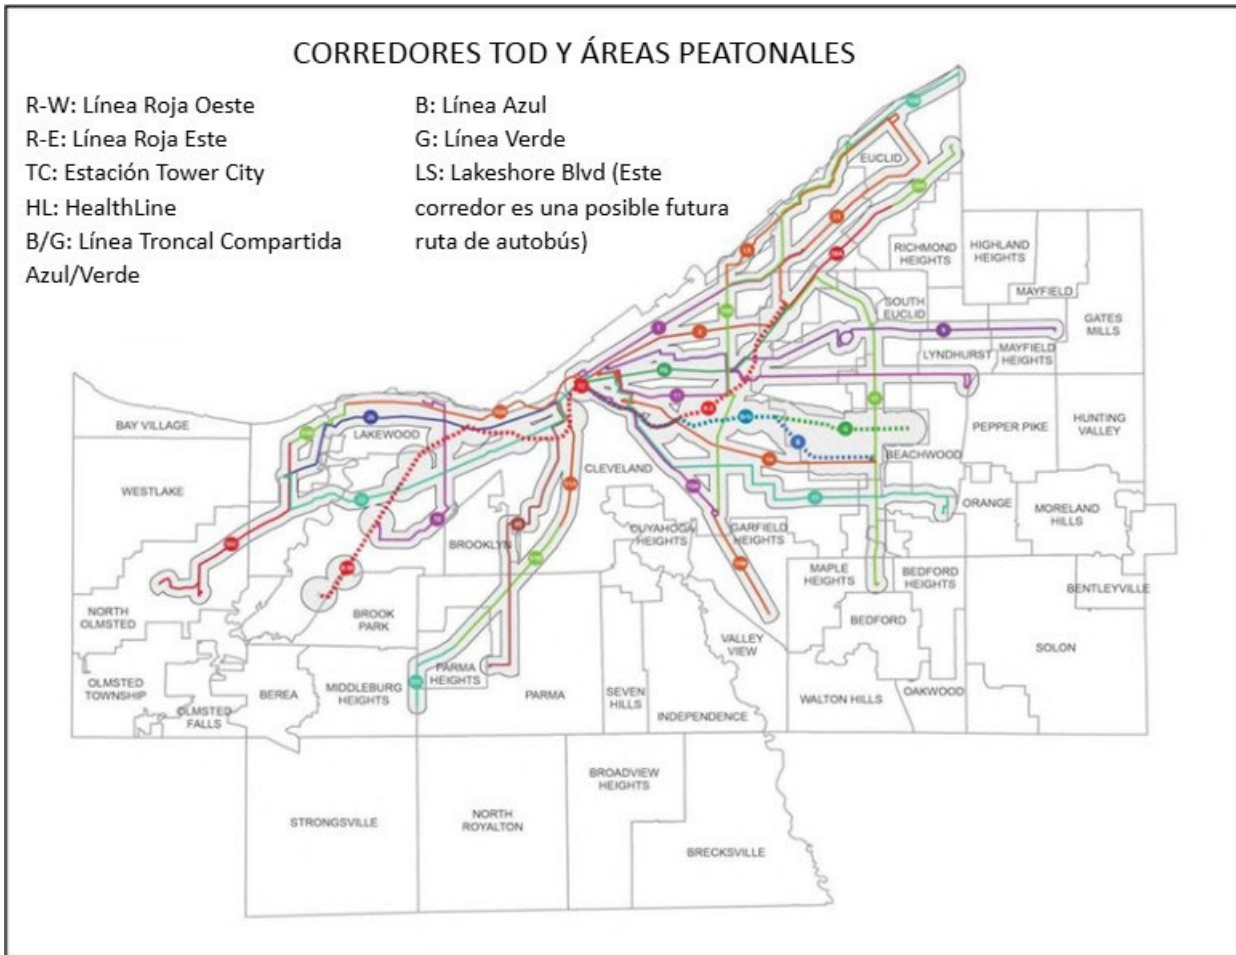 CORREDORES TOD Y ÁREAS PEATONALES
R-W: Línea Roja Oeste
R-E: Línea Roja Este
TC: Estación Tower City
HL: HealthLine
B/G: Línea Troncal Compartida
Azul/Verde
B: Línea Azul
G: Línea Verde
LS: Lakeshore Blvd (Este
corredor es una posible futura
ruta de autobús)
EUCLID
RICHMOND
HEIGHTS
HIGHLAND
HEIGHTS
MAYFIELD
SOUTH
EUCLID
GATES
MILLS
LYNDHURST
MAYFIELD
HEIGHTS
BAY VILLAGE
LAKEWOOD
PEPPER PIKE
HUNTING
VALLEY
CLEVELAND
BEACHWOOD
WESTLAKE
ORANGE
MORELAND
HILLS
BROOKLYN
CUYAHOGA
HEIGHTS
GARFIELD
HEIGHTS
MAPLE
HEIGHTS
BEDFORD
HEIGHTS
BENTLEYVILLE
NORTH
OLMSTED
BROOK
PARK
BEDFORD
VALLEY
VIEW
SOLON
OLMSTED
TOWNSHIP
OLMSTED
FALLS
BEREA
MIDDLEBURG
HEIGHTS
PARMA
HEIGHTS
PARMA
SEVEN
HILLS
INDEPENDENCE
WALTON HILLS
OAKWOOD
STRONGSVILLE
NORTH
ROYALTON
BROADVIEW
HEIGHTS
BRECKSVILLE